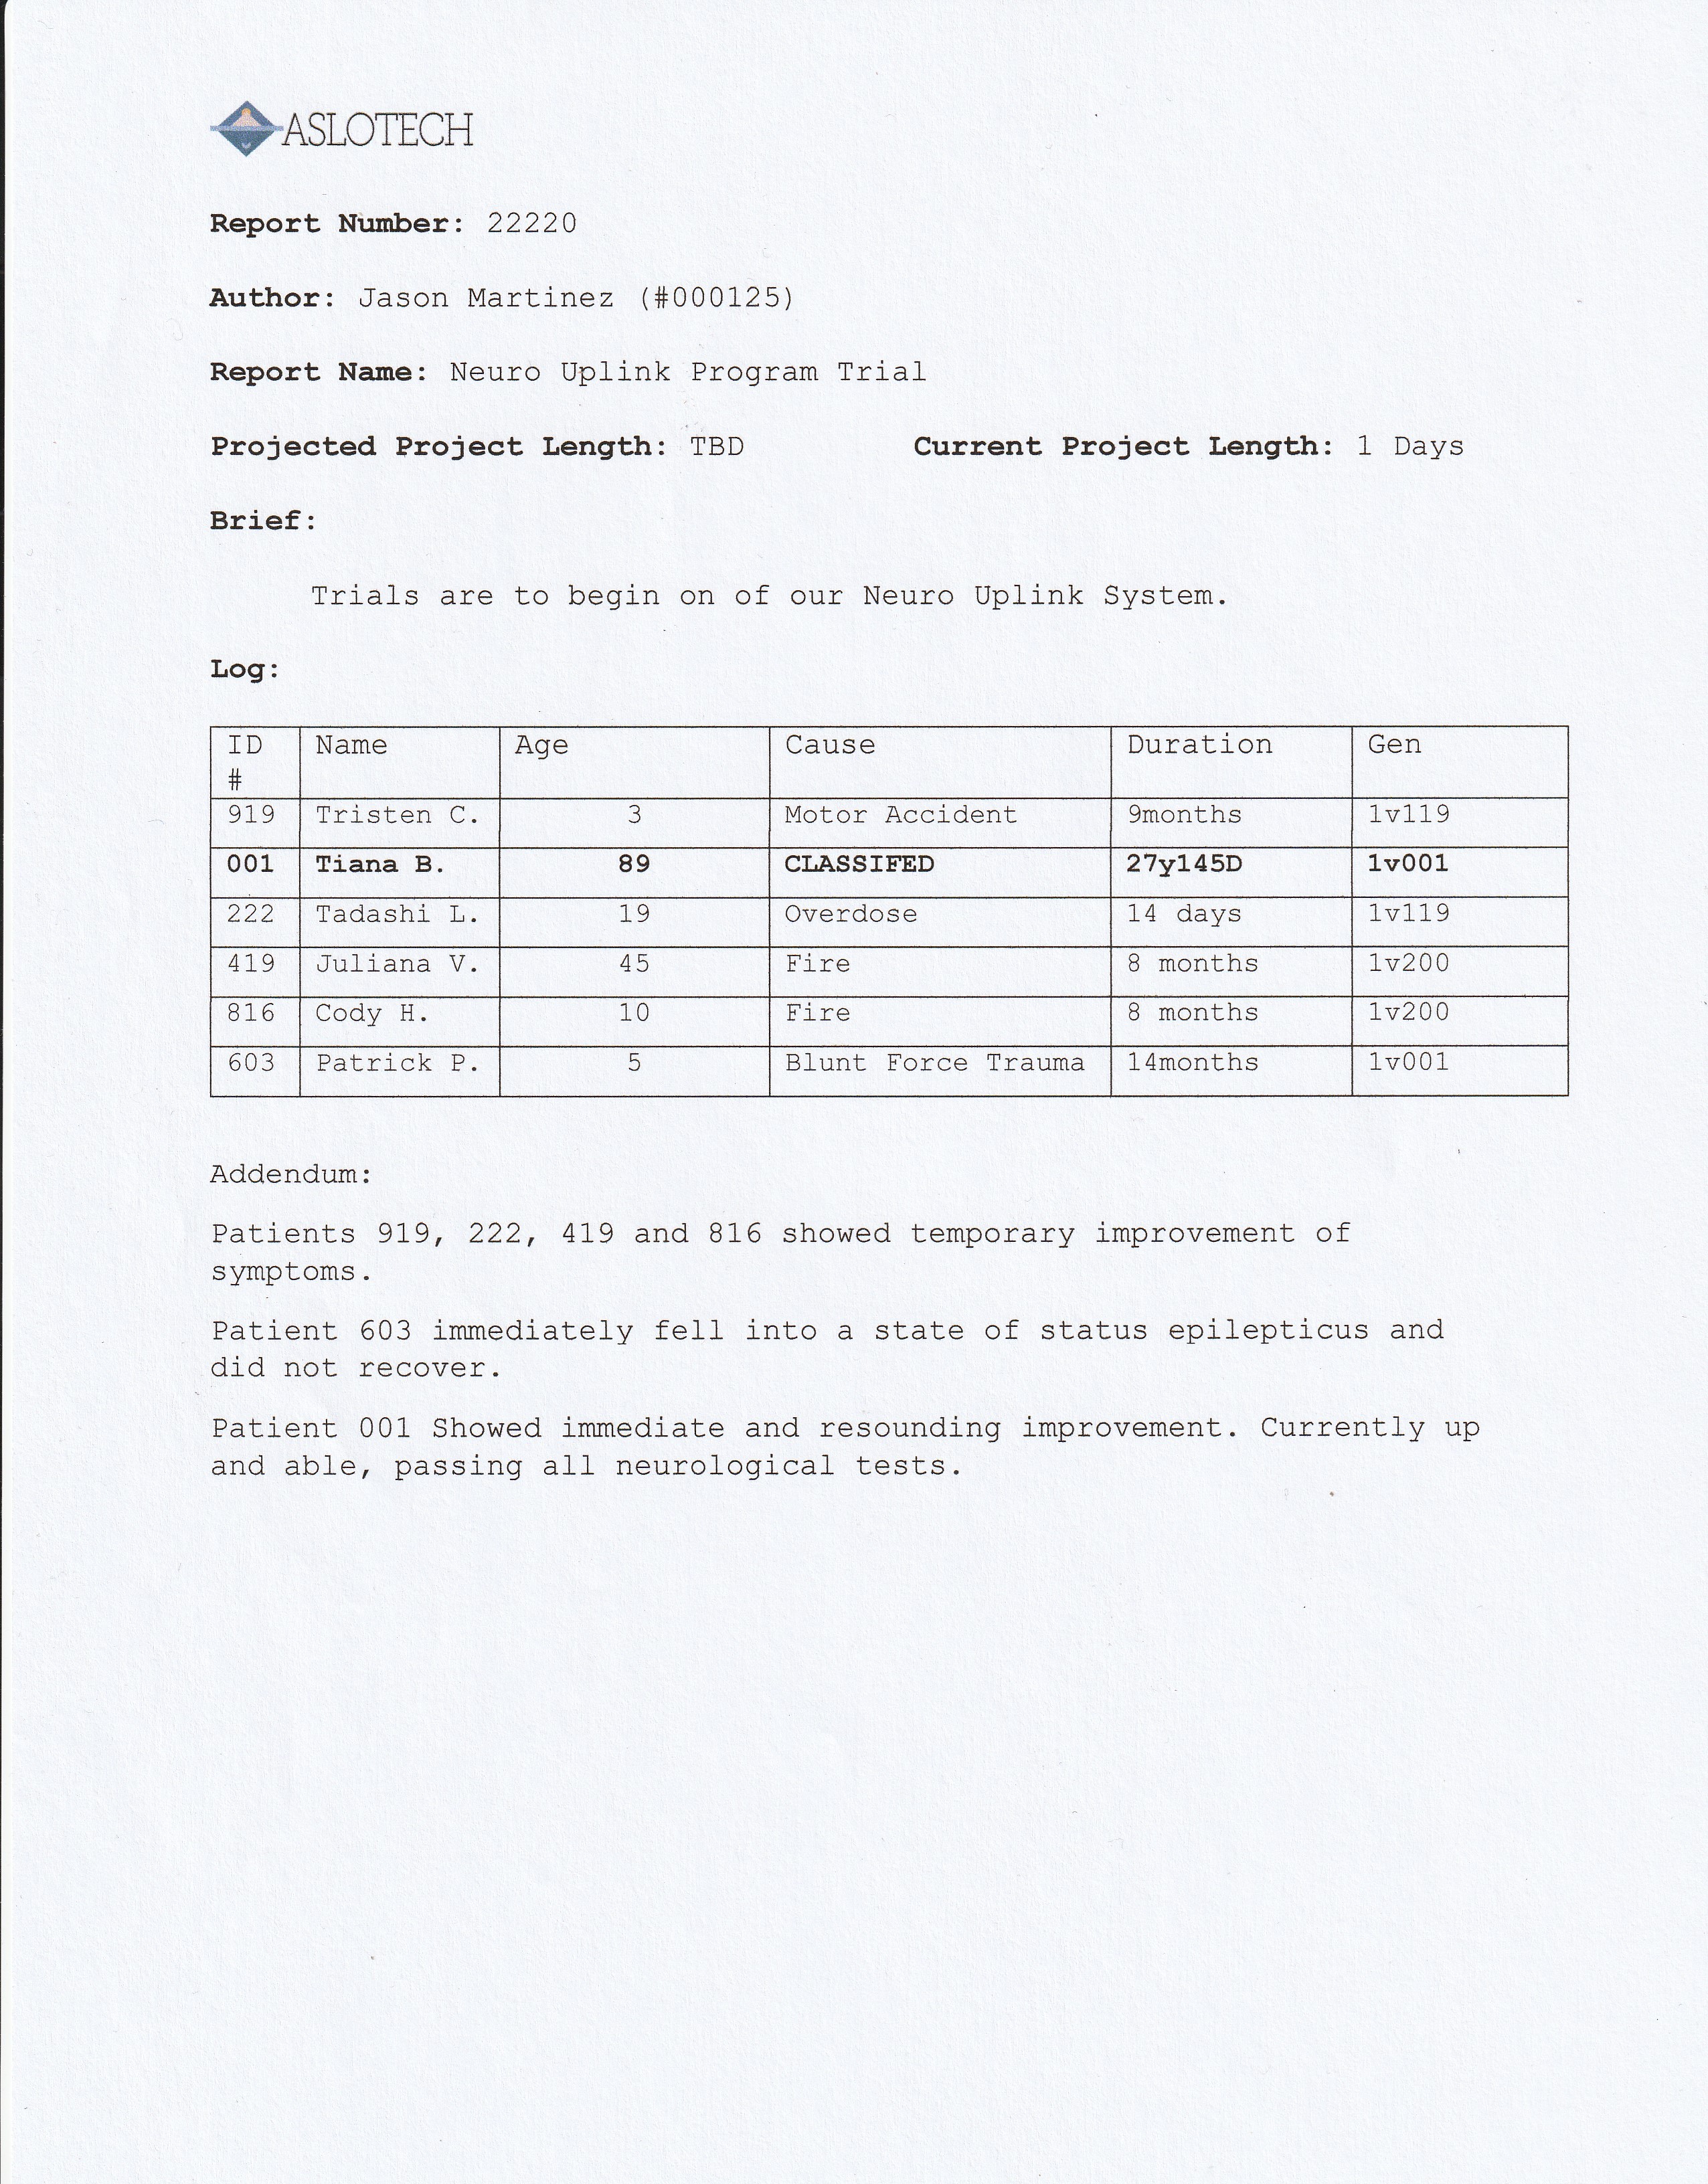 ASLOTECH
Report Number: 22220
Author: Jason Martinez (#000125)
Report Name: Neuro Uplink Program Trial
Projected Project Length: TBD Current Project Length: 1 Days
Brief:
Trials are to begin on of our Neuro Uplink System.
Log:
ID # Name Age Cause Duration Gen
919 Tristen C. 3 Motor Accident 9months 1v119
001 Tiana B. 89 CLASSIFED 27y145D 1v001
222 Tadashi L. 19 Overdose 14 days 1v119
419 Juliana V. 45 Fire 8 months 1v200
816 Cody H. 10 Fire 8 months 1v200
603 Patrick P. 5 Blunt Force Trauma 14months 1v001
Addendum:
Patients 919, 222, 419 and 816 showed temporary improvement of
symptoms.
Patient 603 immediately fell into a state of status epilepticus and
did not recover.
Patient 001 Showed immediate and resounding improvement. Currently up
and able, passing all neurological tests.